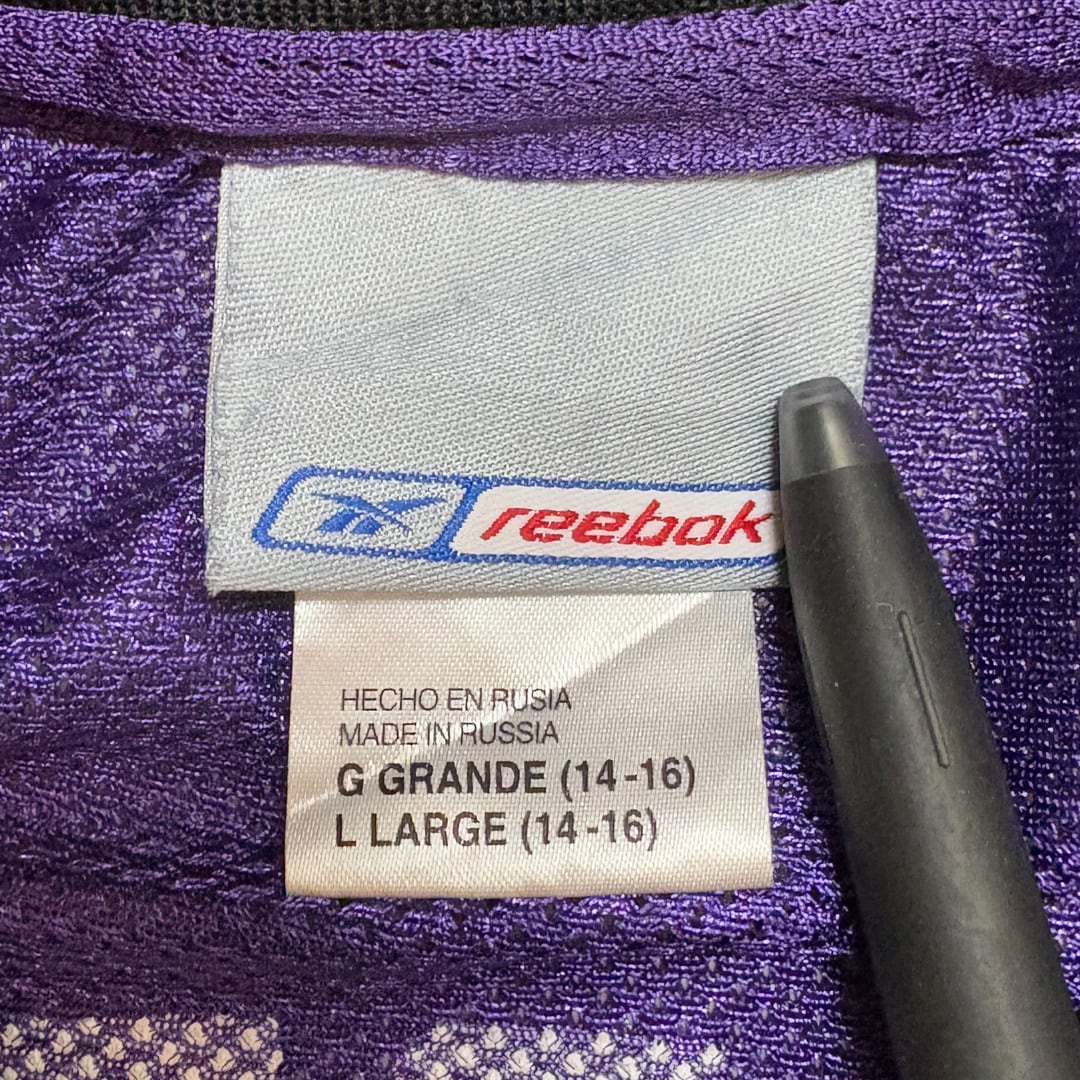 reebok
HECHO EN RUSIA
MADE IN RUSSIA
G GRANDE (14-16)
L LARGE (14-16)